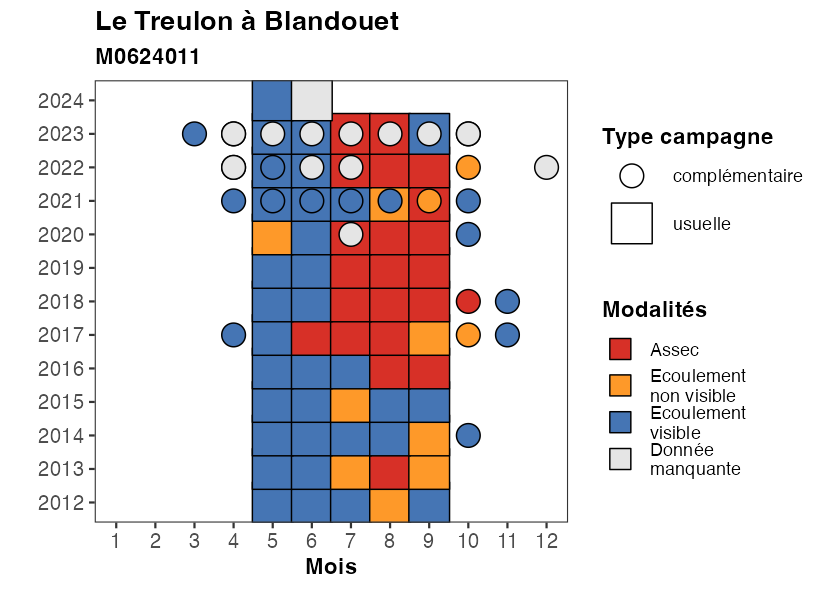 Le Treulon à Blandouet
M0624011
2024
2023
2022
2021
2020
2019
2018
2017
2016
2015
2014
2013
2012
1 2 3 4 5 6 7 8 9 10 11 12
Mois
Type campagne
complémentaire
usuelle
Modalités
Assec
Ecoulement
non visible
Ecoulement
visible
Donnée
manquante